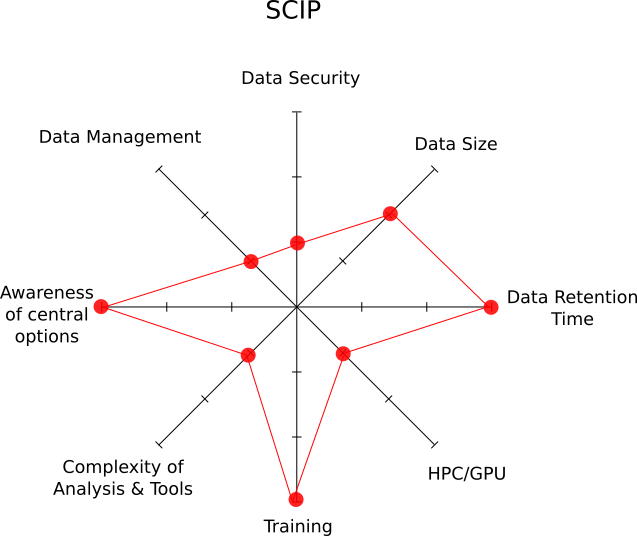 SCIP
Data Security
Data Management
Data Size
Awareness
of central
options
Data Retention
Time
Complexity of
Analysis & Tools
HPC/GPU
Training